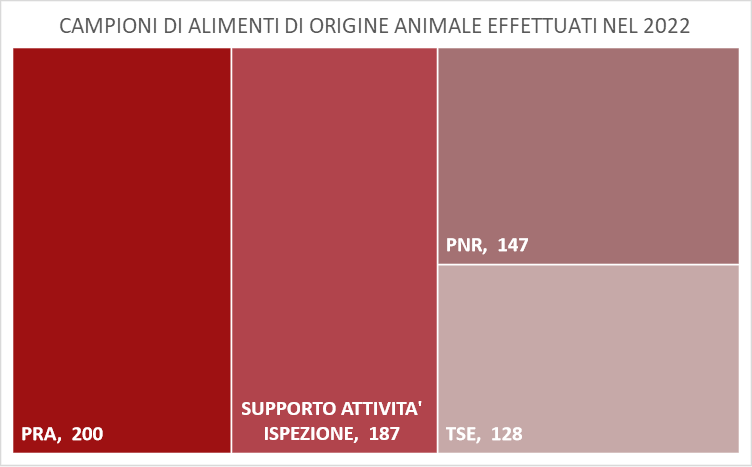 CAMPIONI DI ALIMENTI DI ORIGINE ANIMALE EFFETTUATI NEL 2022
PRA, 200
SUPPORTO ATTIVITA'
ISPEZIONE, 187
PNR, 147
TSE, 128